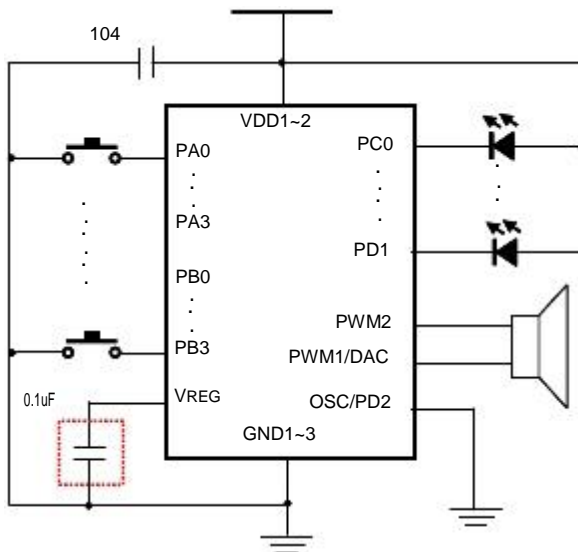 104
VDD1~2
PA0
PC0
PA3
PD1
PB0
PWM2
PB3
PWM1/DAC
0.1uF
VREG
OSC/PD2
GND1~3